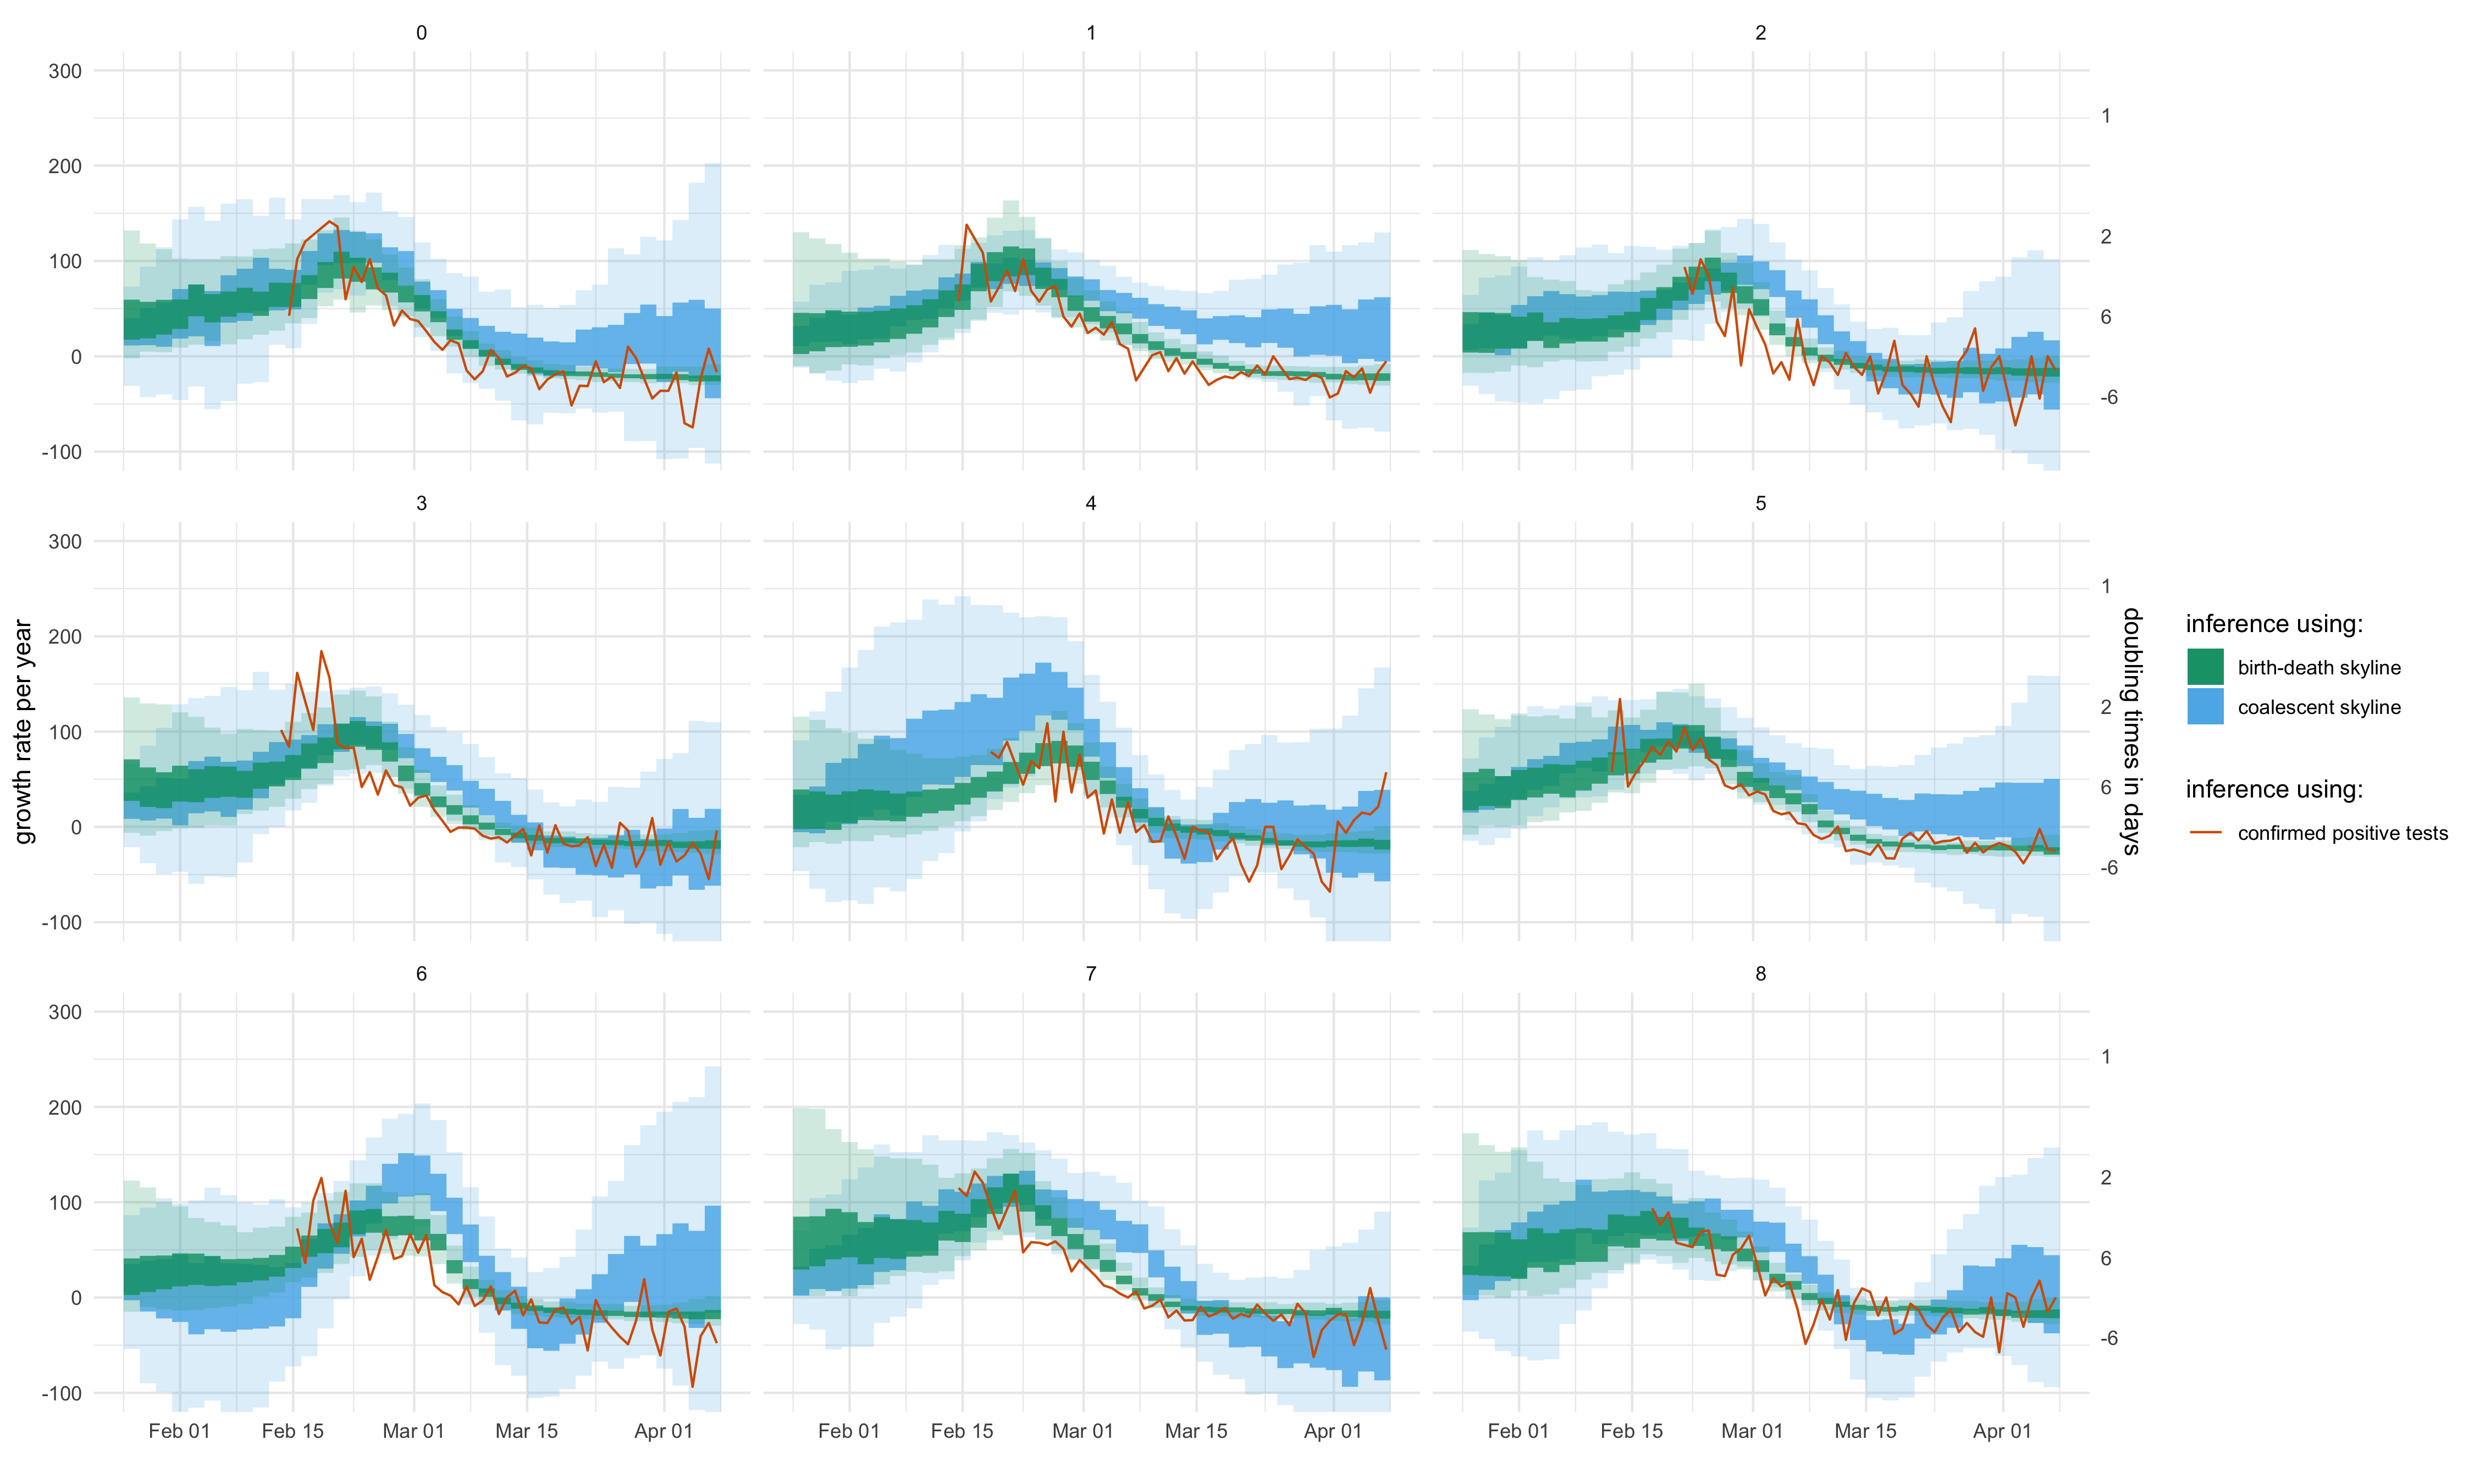 0 1 2
300
200
100
0
-100
1
2
6
-6
3 4 5
300
200
100
0
-100
1
2
6
-6
growth rate per year
doubling times in days
inference using:
birth-death skyline
coalescent skyline
inference using:
confirmed positive tests
6 7 8
300
200
100
0
-100
1
2
6
-6
Feb 01 Feb 15 Mar 01 Mar 15 Apr 01 Feb 01 Feb 15 Mar 01 Mar 15 Apr 01 Feb 01 Feb 15 Mar 01 Mar 15 Apr 01